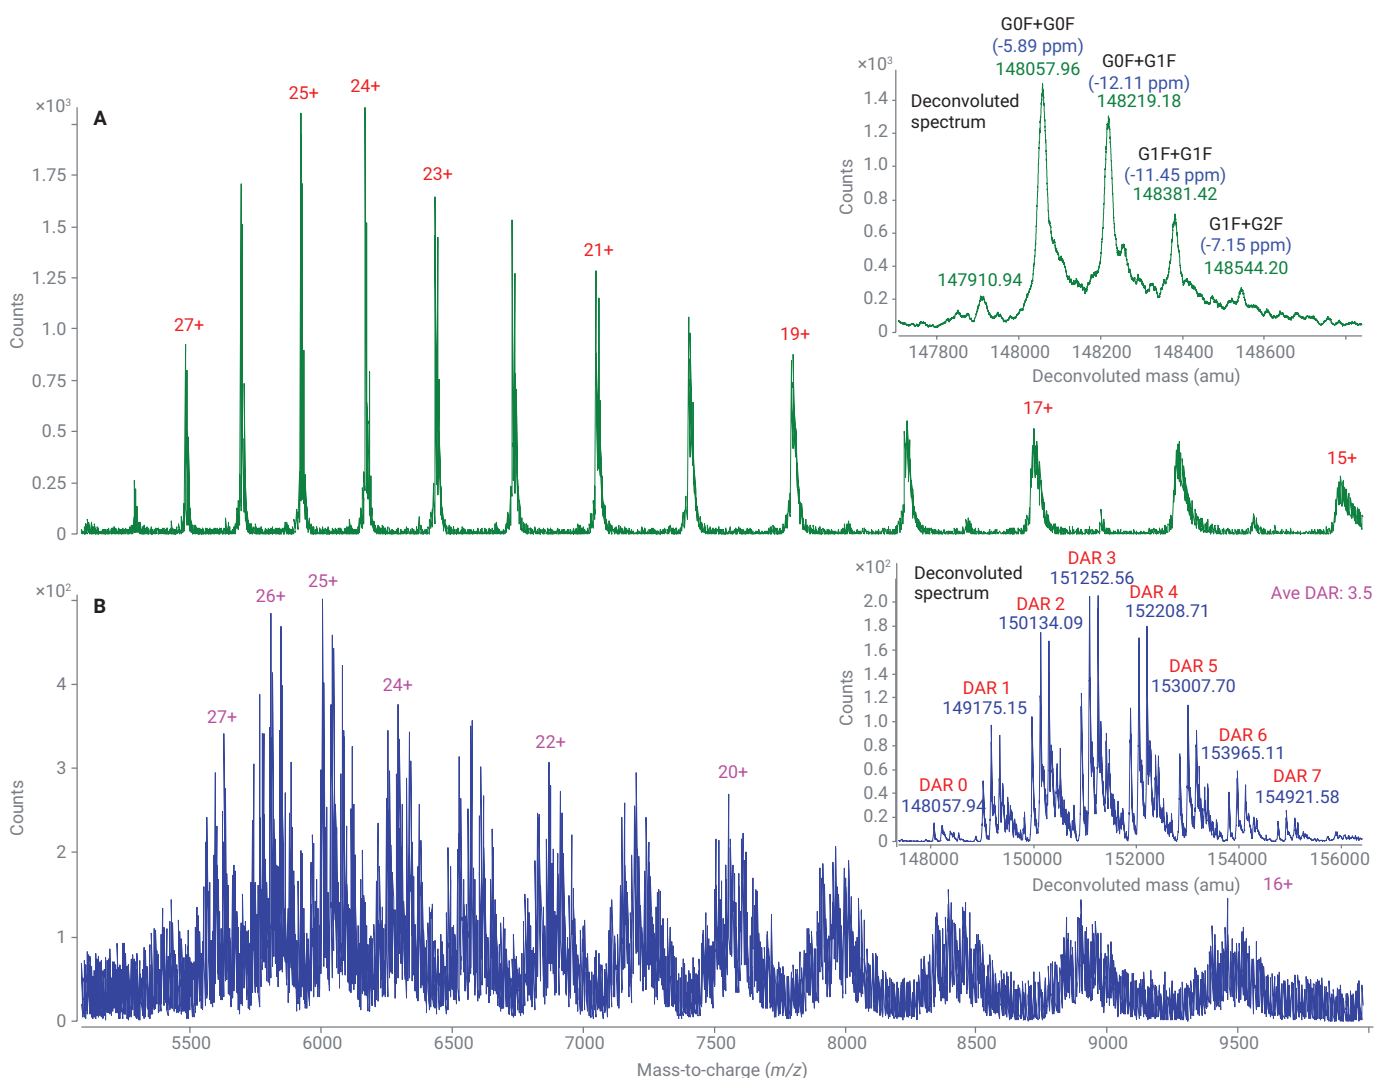 A
×10³
1.75
1.5
1.25
1.0
0.75
0.5
0.25
0
Counts
27+
25+
24+
23+
21+
19+
17+
15+
Deconvoluted
spectrum
×10³
1.4
1.2
1.0
0.8
0.6
0.4
0.2
0
Counts
G0F+G0F
(-5.89 ppm)
148057.96
G0F+G1F
(-12.11 ppm)
148219.18
G1F+G1F
(-11.45 ppm)
148381.42
G1F+G2F
(-7.15 ppm)
148544.20
147910.94
147800 148000 148200 148400 148600
Deconvoluted mass (amu)
B
×10²
4
3
2
1
0
Counts
27+
26+
25+
24+
22+
20+
16+
Deconvoluted
spectrum
×10²
2.0
1.8
1.6
1.4
1.2
1.0
0.8
0.6
0.4
0.2
0
Counts
Ave DAR: 3.5
DAR 0
148057.94
DAR 1
149175.15
DAR 2
150134.09
DAR 3
151252.56
DAR 4
152208.71
DAR 5
153007.70
DAR 6
153965.11
DAR 7
154921.58
148000 150000 152000 154000 156000
Deconvoluted mass (amu)
5500 6000 6500 7000 7500 8000 8500 9000 9500
Mass-to-charge (m/z)